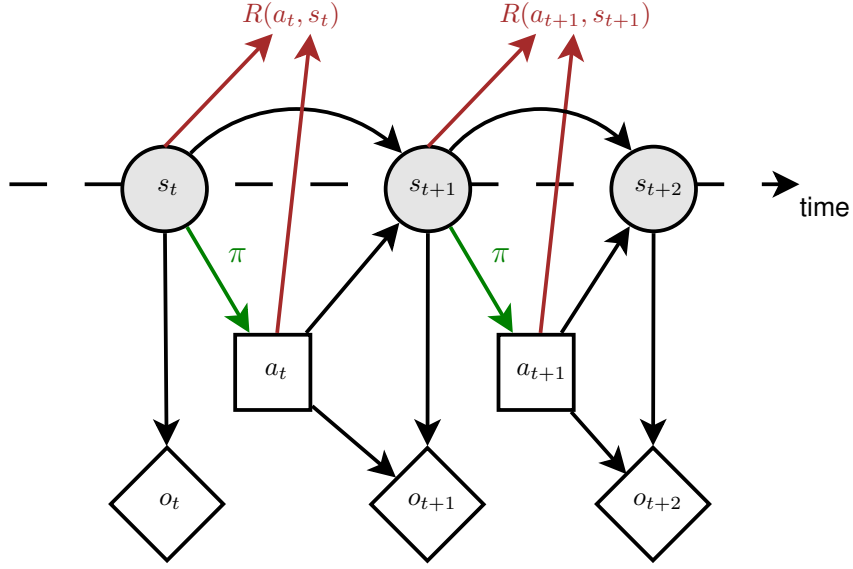 R(a_t, s_t)
R(a_{t+1}, s_{t+1})
s_t
s_{t+1}
s_{t+2}
time
π
π
a_t
a_{t+1}
o_t
o_{t+1}
o_{t+2}